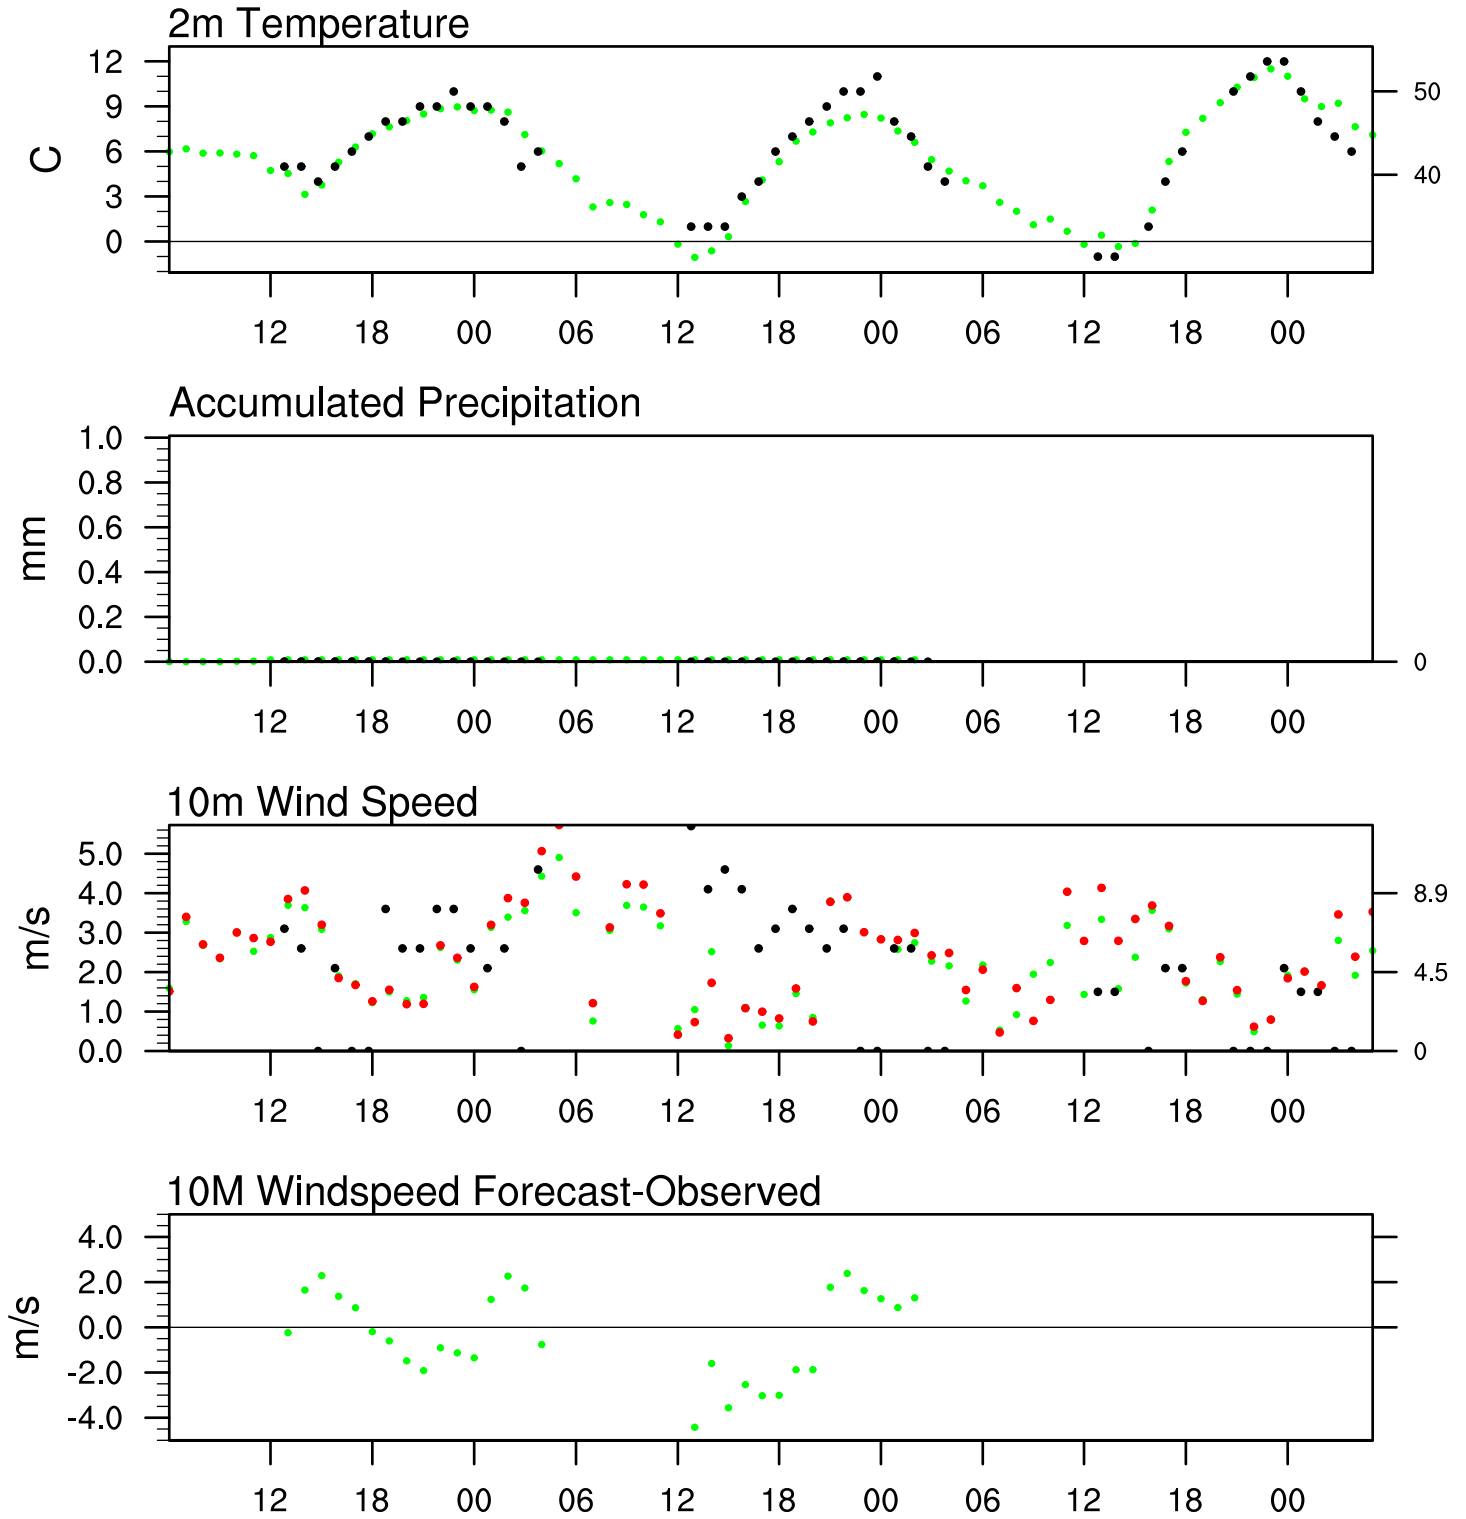 2m Temperature
12
9
6
3
0
C
50
40
12 18 00 06 12 18 00 06 12 18 00
Accumulated Precipitation
1.0
0.8
0.6
0.4
0.2
0.0
mm
0
12 18 00 06 12 18 00 06 12 18 00
10m Wind Speed
5.0
4.0
3.0
2.0
1.0
0.0
m/s
8.9
4.5
0
12 18 00 06 12 18 00 06 12 18 00
10M Windspeed Forecast-Observed
4.0
2.0
0.0
-2.0
-4.0
m/s
12 18 00 06 12 18 00 06 12 18 00